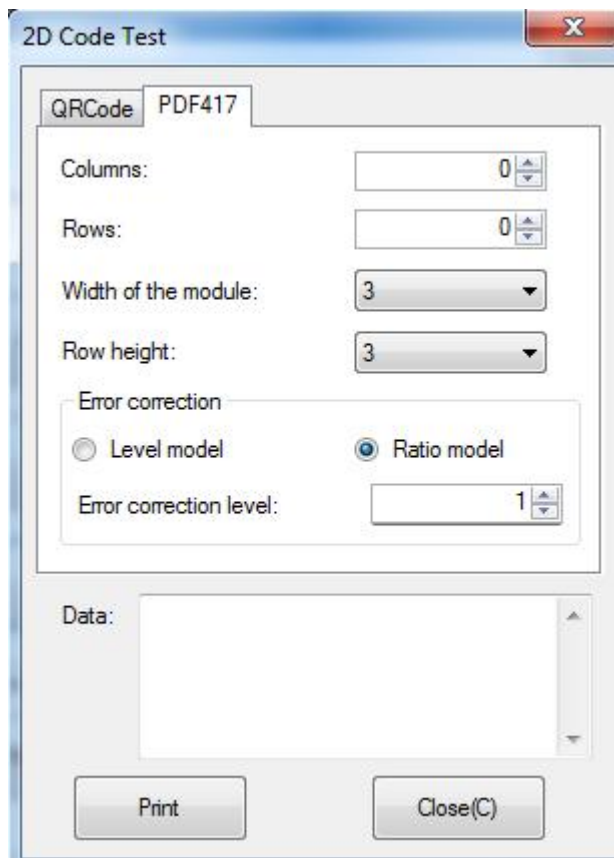 2D Code Test
QRCode PDF417
Columns: 0
Rows: 0
Width of the module: 3
Row height: 3
Error correction
Level model Ratio model
Error correction level: 1
Data:
Print Close(C)